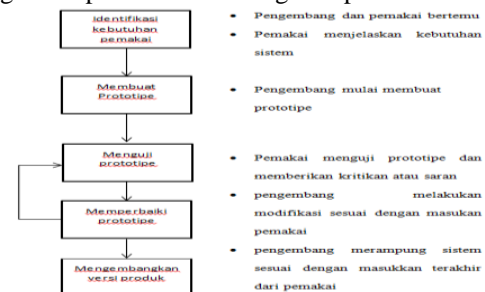 Identifikasi
kebutuhan
pemakai
• Pengembang dan pemakai bertemu
• Pemakai menjelaskan kebutuhan
sistem
Membuat
Prototipe
• Pengembang mulai membuat
prototipe
Menguji
prototipe
• Pemakai menguji prototipe dan
memberikan kritikan atau saran
Memperbaiki
prototipe
• pengembang melakukan
modifikasi sesuai dengan masukan
pemakai
Mengembangkan
versi produk
• pengembang merampung sistem
sesuai dengan masukkan terakhir
dari pemakai